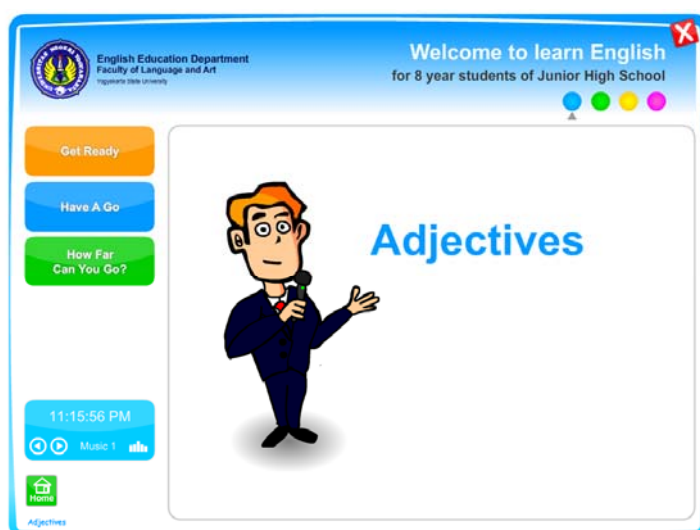 English Education Department
Faculty of Language and Art
Yogyakarta State University
Welcome to learn English
for 8 year students of Junior High School
Get Ready
Have A Go
How Far
Can You Go?
Adjectives
11:15:56 PM
Music 1
Home
Adjectives